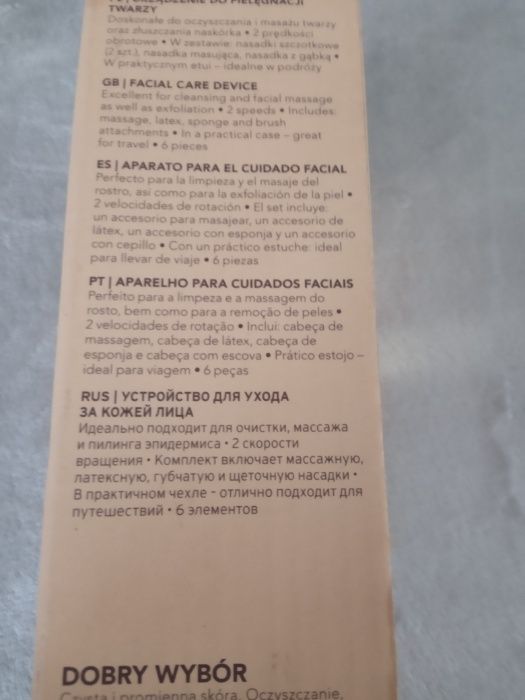 PL | URZĄDZENIE DO PIELĘGNACJI
TWARZY
Doskonałe do oczyszczania i masażu twarzy
oraz złuszczania naskórka • 2 prędkości
obrotowe • W zestawie: nasadki szczotkowe
(2 szt.), nasadka masująca, nasadka z gąbką •
W praktycznym etui – idealne w podróży
GB | FACIAL CARE DEVICE
Excellent for cleansing and facial massage
as well as exfoliation • 2 speeds • Includes:
massage, latex, sponge and brush
attachments • In a practical case – great
for travel • 6 pieces
ES | APARATO PARA EL CUIDADO FACIAL
Perfecto para la limpieza y el masaje del
rostro, así como para la exfoliación de la piel •
2 velocidades de rotación • El set incluye:
un accesorio para masajear, un accesorio de
látex, un accesorio con esponja y un accesorio
con cepillo • Con un práctico estuche: ideal
para llevar de viaje • 6 piezas
PT | APARELHO PARA CUIDADOS FACIAIS
Perfeito para a limpeza e a massagem do
rosto, bem como para a remoção de peles •
2 velocidades de rotação • Inclui: cabeça de
massagem, cabeça de látex, cabeça de
esponja e cabeça com escova • Prático estojo –
ideal para viagem • 6 peças
RUS | УСТРОЙСТВО ДЛЯ УХОДА
ЗА КОЖЕЙ ЛИЦА
Идеально подходит для очистки, массажа
и пилинга эпидермиса • 2 скорости
вращения • Комплект включает массажную,
латексную, губчатую и щеточную насадки •
В практичном чехле - отлично подходит для
путешествий • 6 элементов
DOBRY WYBÓR
Czysta i promienna skóra. Oczyszczanie,